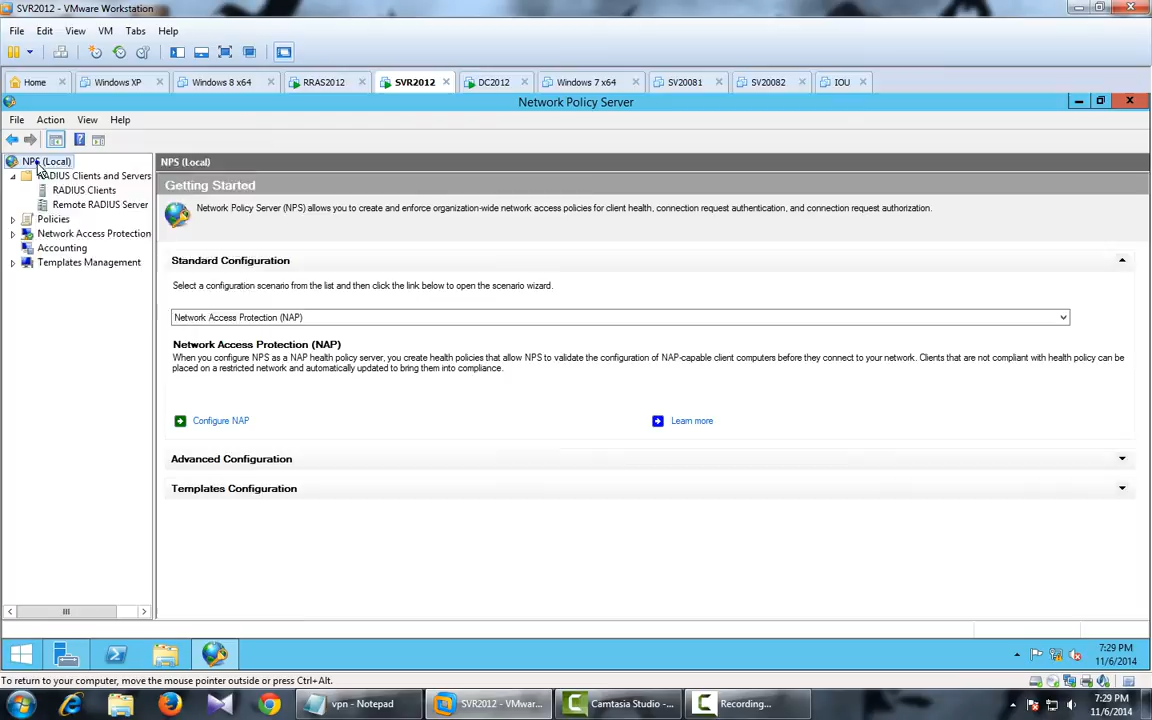 SVR2012 - VMware Workstation
File Edit View VM Tabs Help
Home Windows XP Windows 8 x64 RRAS2012 SVR2012 DC2012 Windows 7 x64 SV20081 SV20082 IOU
Network Policy Server
File Action View Help
NPS (Local)
RADIUS Clients and Servers
RADIUS Clients
Remote RADIUS Server
Policies
Network Access Protection
Accounting
Templates Management
NPS (Local)
Getting Started
Network Policy Server (NPS) allows you to create and enforce organization-wide network access policies for client health, connection request authentication, and connection request authorization.
Standard Configuration
Select a configuration scenario from the list and then click the link below to open the scenario wizard.
Network Access Protection (NAP)
Network Access Protection (NAP)
When you configure NPS as a NAP health policy server, you create health policies that allow NPS to validate the configuration of NAP-capable client computers before they connect to your network. Clients that are not compliant with health policy can be
placed on a restricted network and automatically updated to bring them into compliance.
Configure NAP Learn more
Advanced Configuration
Templates Configuration
7:29 PM
11/6/2014
To return to your computer, move the mouse pointer outside or press Ctrl+Alt.
vpn - Notepad SVR2012 - VMwar... Camtasia Studio -... Recording...
7:29 PM
11/6/2014